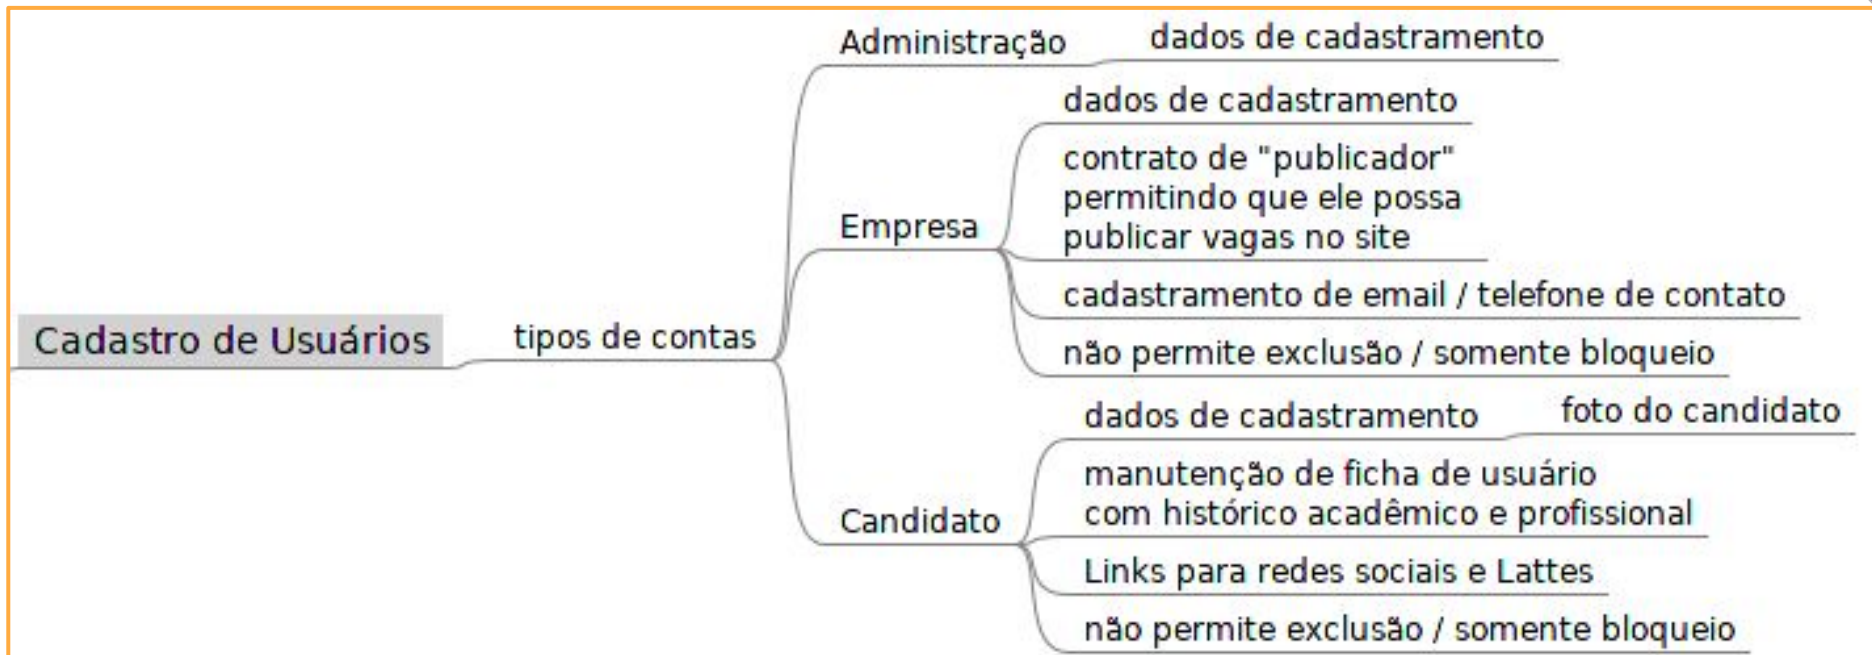 Cadastro de Usuários
tipos de contas
Administração
dados de cadastramento
Empresa
dados de cadastramento
contrato de "publicador"
permitindo que ele possa
publicar vagas no site
cadastramento de email / telefone de contato
não permite exclusão / somente bloqueio
Candidato
dados de cadastramento
foto do candidato
manutenção de ficha de usuário
com histórico acadêmico e profissional
Links para redes sociais e Lattes
não permite exclusão / somente bloqueio